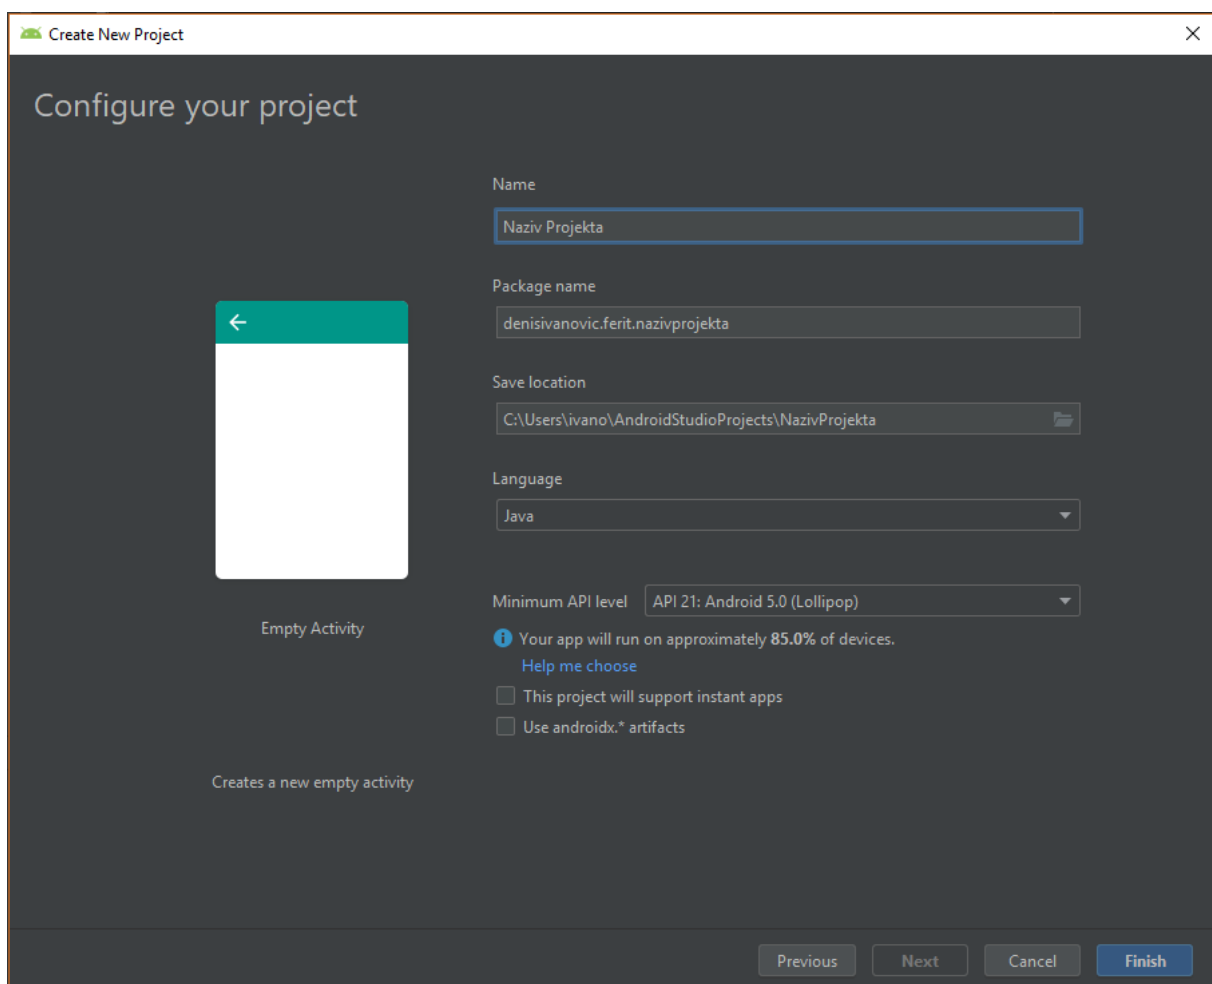 Create New Project
Configure your project
Name
Naziv Projekta
Package name
denisivanovic.ferit.nazivprojekta
Save location
C:\Users\ivano\AndroidStudioProjects\NazivProjekta
Language
Java
Minimum API level API 21: Android 5.0 (Lollipop)
Your app will run on approximately 85.0% of devices.
Help me choose
This project will support instant apps
Use androidx.* artifacts
Empty Activity
Creates a new empty activity
Previous Next Cancel Finish